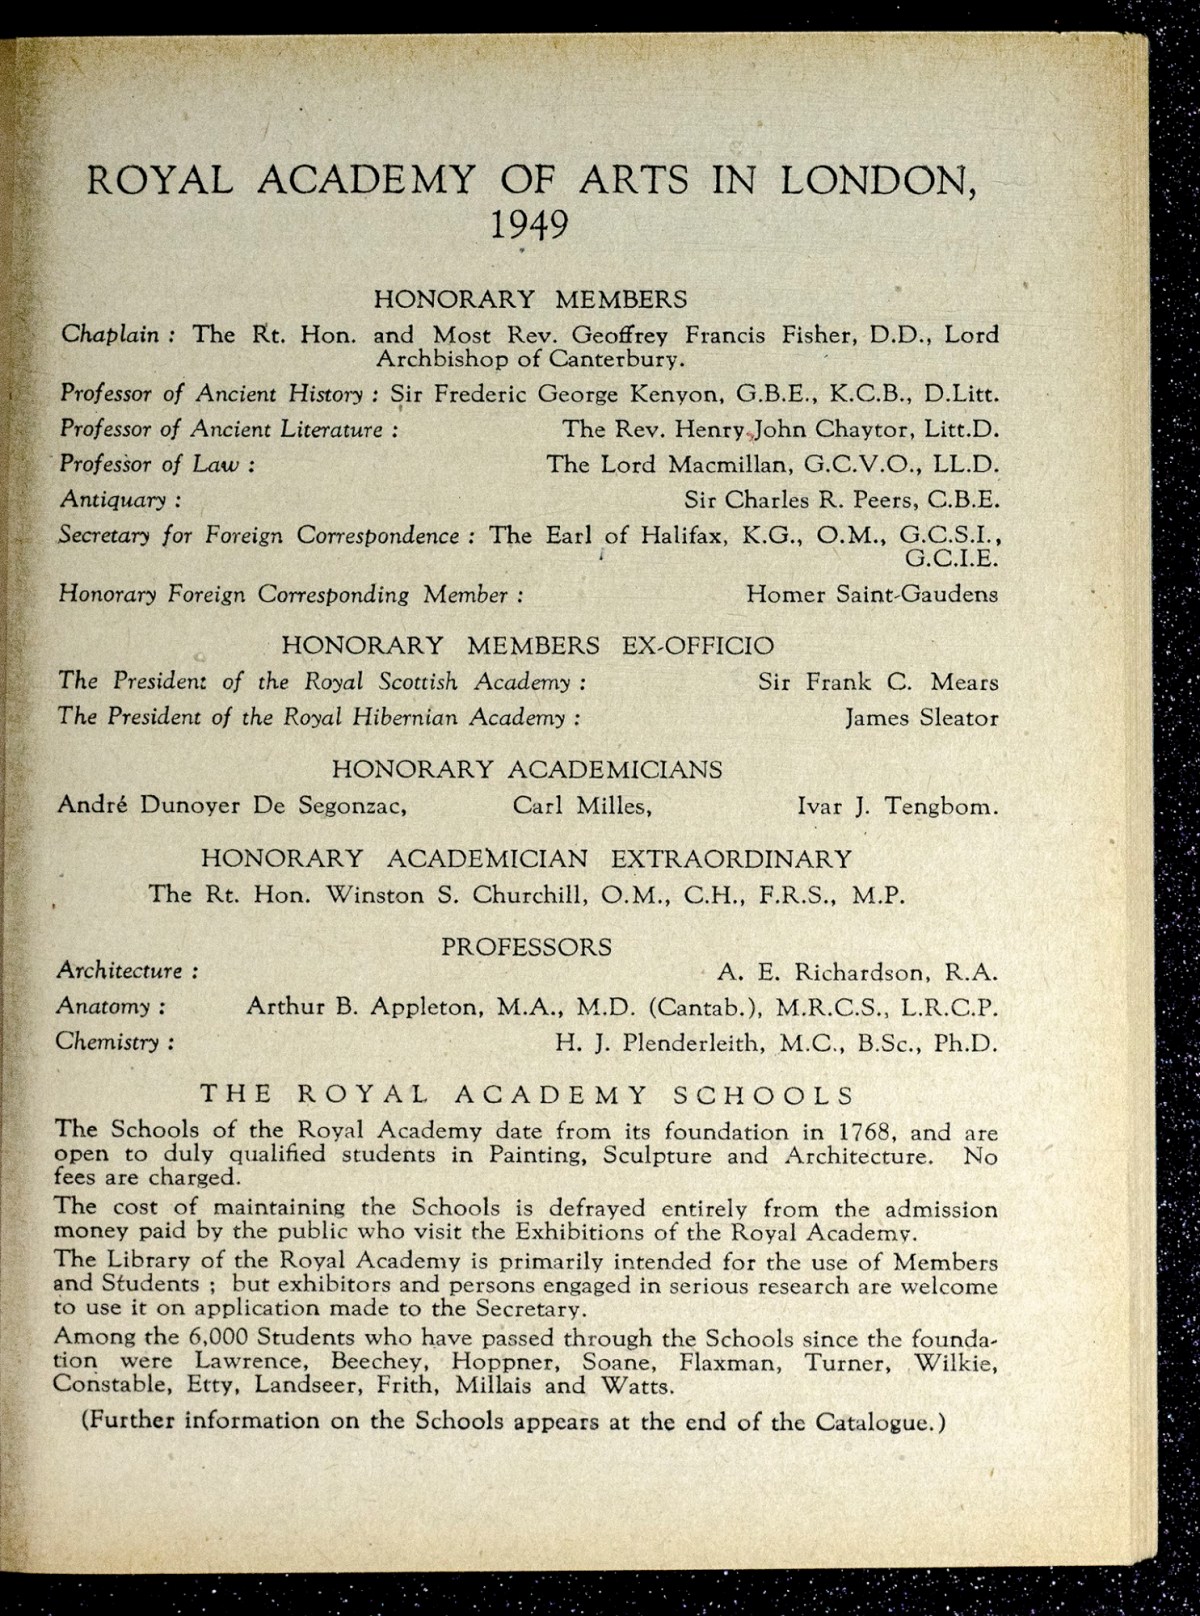 ROYAL ACADEMY OF ARTS IN LONDON,
1949
HONORARY MEMBERS
Chaplain : The Rt. Hon. and Most Rev. Geoffrey Francis Fisher, D.D., Lord
Archbishop of Canterbury.
Professor of Ancient History : Sir Frederic George Kenyon, G.B.E., K.C.B., D.Litt.
Professor of Ancient Literature : The Rev. Henry John Chaytor, Litt.D.
Professor of Law : The Lord Macmillan, G.C.V.O., LL.D.
Antiquary : Sir Charles R. Peers, C.B.E.
Secretary for Foreign Correspondence : The Earl of Halifax, K.G., O.M., G.C.S.I.,
G.C.I.E.
Honorary Foreign Corresponding Member : Homer Saint-Gaudens
HONORARY MEMBERS EX-OFFICIO
The President of the Royal Scottish Academy : Sir Frank C. Mears
The President of the Royal Hibernian Academy : James Sleator
HONORARY ACADEMICIANS
André Dunoyer De Segonzac, Carl Milles, Ivar J. Tengbom.
HONORARY ACADEMICIAN EXTRAORDINARY
The Rt. Hon. Winston S. Churchill, O.M., C.H., F.R.S., M.P.
PROFESSORS
Architecture : A. E. Richardson, R.A.
Anatomy : Arthur B. Appleton, M.A., M.D. (Cantab.), M.R.C.S., L.R.C.P.
Chemistry : H. J. Plenderleith, M.C., B.Sc., Ph.D.
THE ROYAL ACADEMY SCHOOLS
The Schools of the Royal Academy date from its foundation in 1768, and are
open to duly qualified students in Painting, Sculpture and Architecture. No
fees are charged.
The cost of maintaining the Schools is defrayed entirely from the admission
money paid by the public who visit the Exhibitions of the Royal Academy.
The Library of the Royal Academy is primarily intended for the use of Members
and Students ; but exhibitors and persons engaged in serious research are welcome
to use it on application made to the Secretary.
Among the 6,000 Students who have passed through the Schools since the founda-
tion were Lawrence, Beechey, Hoppner, Soane, Flaxman, Turner, Wilkie,
Constable, Etty, Landseer, Frith, Millais and Watts.
(Further information on the Schools appears at the end of the Catalogue.)